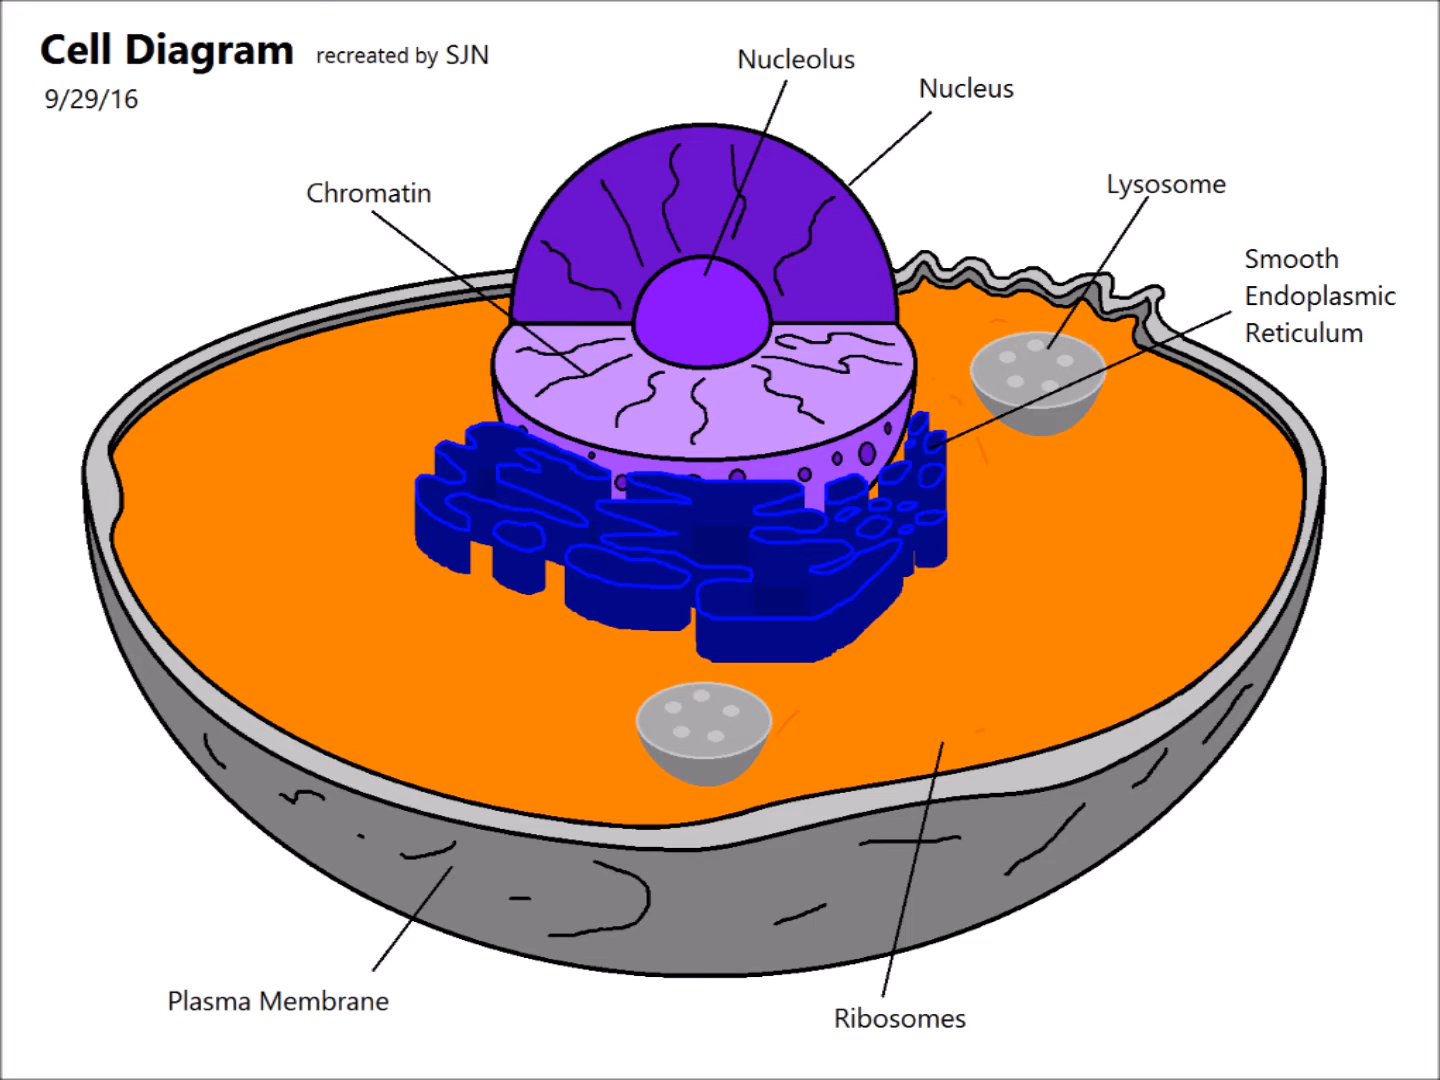 Cell Diagram recreated by SJN
9/29/16
Nucleolus
Nucleus
Chromatin
Lysosome
Smooth
Endoplasmic
Reticulum
Plasma Membrane
Ribosomes